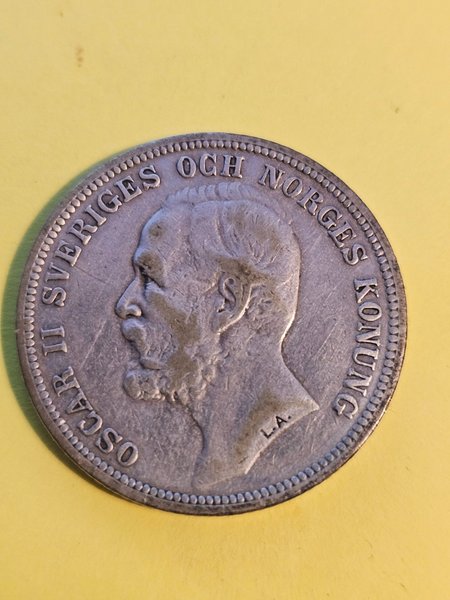 OSCAR II SVERIGES OCH NORGES KONUNG
L.A.